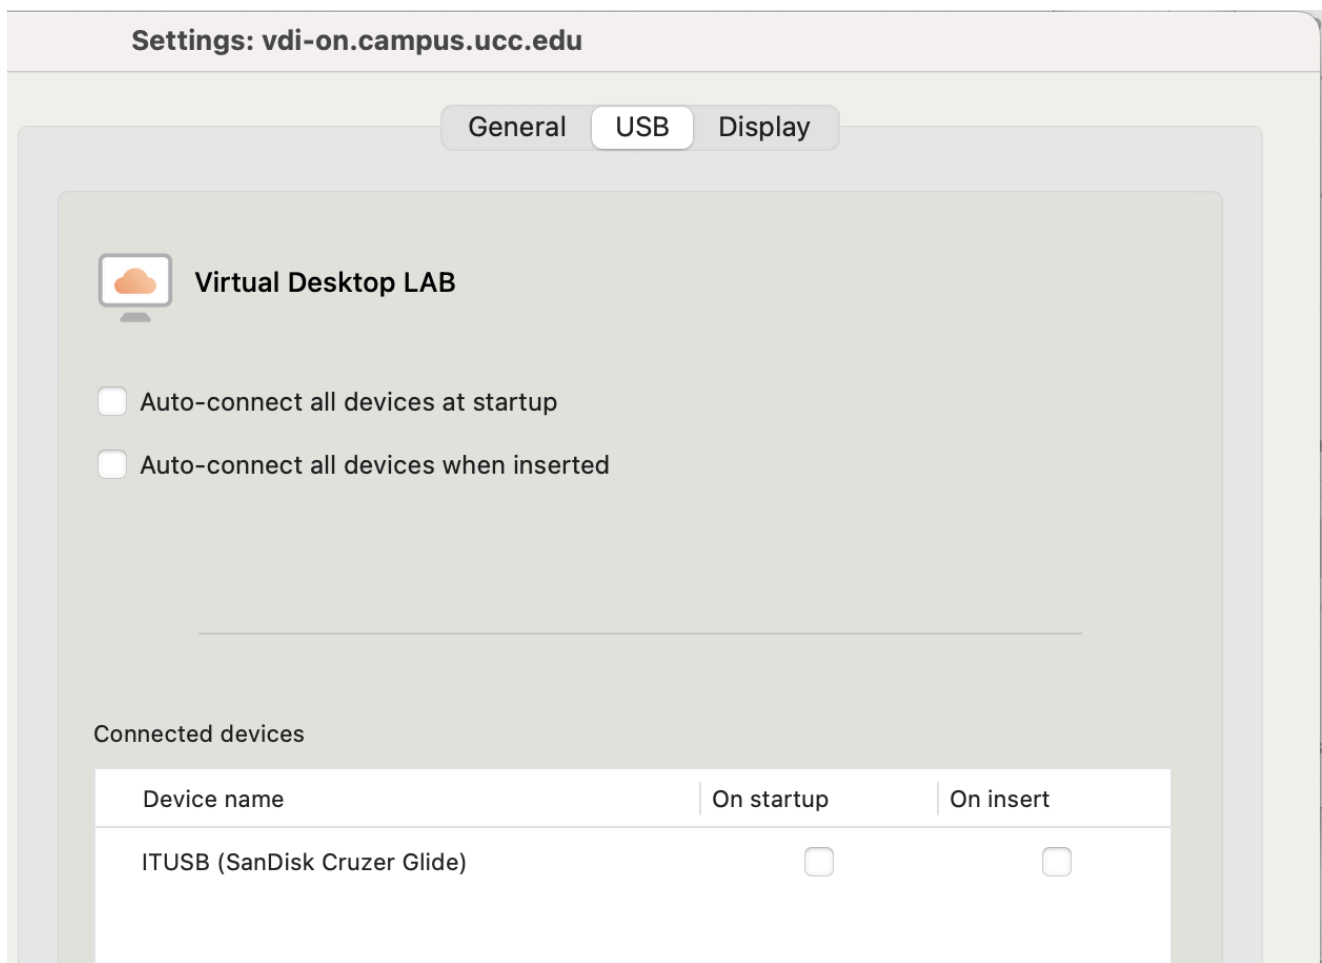 Settings: vdi-on.campus.ucc.edu
General USB Display
Virtual Desktop LAB
Auto-connect all devices at startup
Auto-connect all devices when inserted
Connected devices
Device name On startup On insert
ITUSB (SanDisk Cruzer Glide)